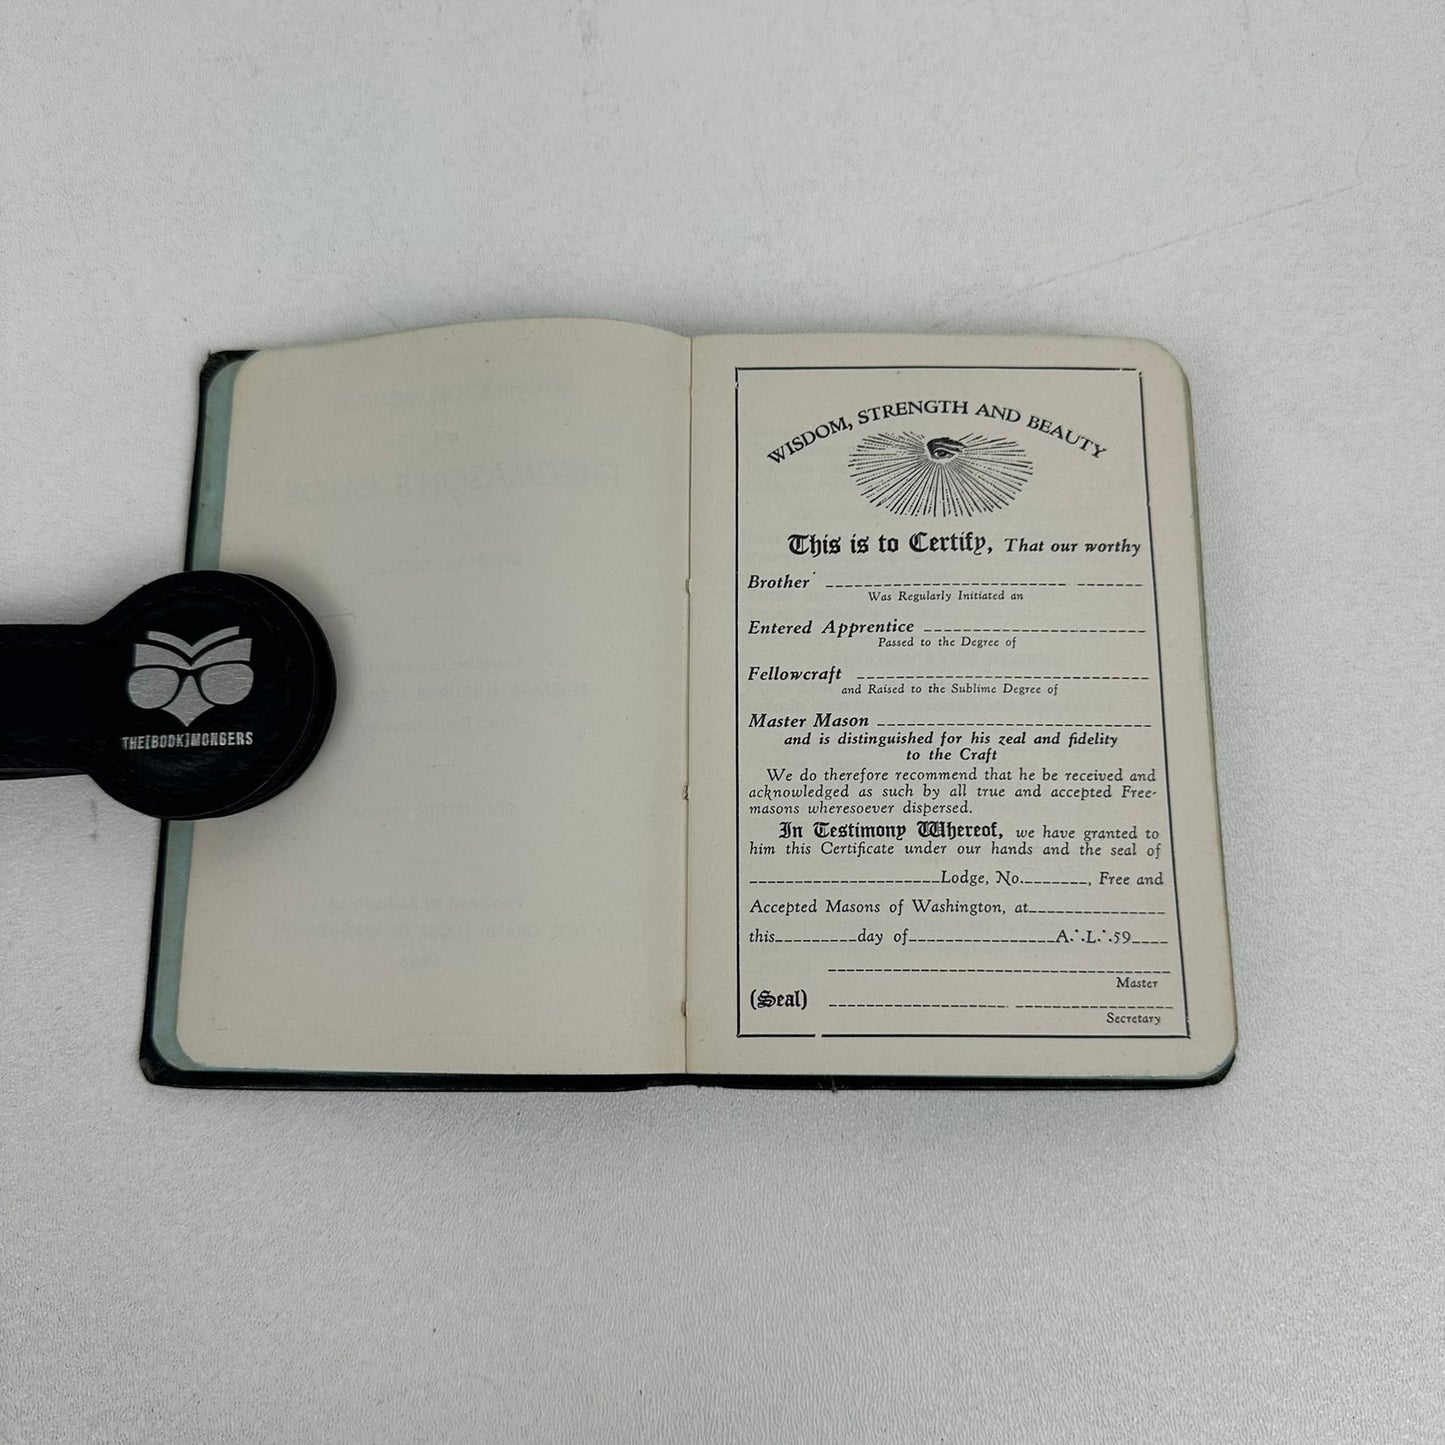 THE[BOOK]MONGERS
WISDOM, STRENGTH AND BEAUTY
This is to Certify, That our worthy
Brother
Was Regularly Initiated an
Entered Apprentice
Passed to the Degree of
Fellowcraft
and Raised to the Sublime Degree of
Master Mason
and is distinguished for his zeal and fidelity
to the Craft
We do therefore recommend that he be received and
acknowledged as such by all true and accepted Free-
masons wheresoever dispersed.
In Testimony Whereof, we have granted to
him this Certificate under our hands and the seal of
Lodge, No. , Free and
Accepted Masons of Washington, at
this day of A∴L∴59
Master
(Seal)
Secretary